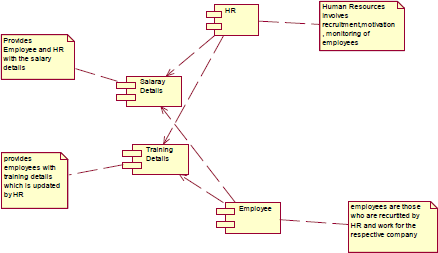 HR
Human Resources
involves
recruitment,motivation
, monitoring of
employees
Provides
Employee and HR
with the salary
details
Salaray
Details
Training
Details
provides
employees with
training details
which is updated
by HR
Employee
employees are those
who are recurtted by
HR and work for the
respective company